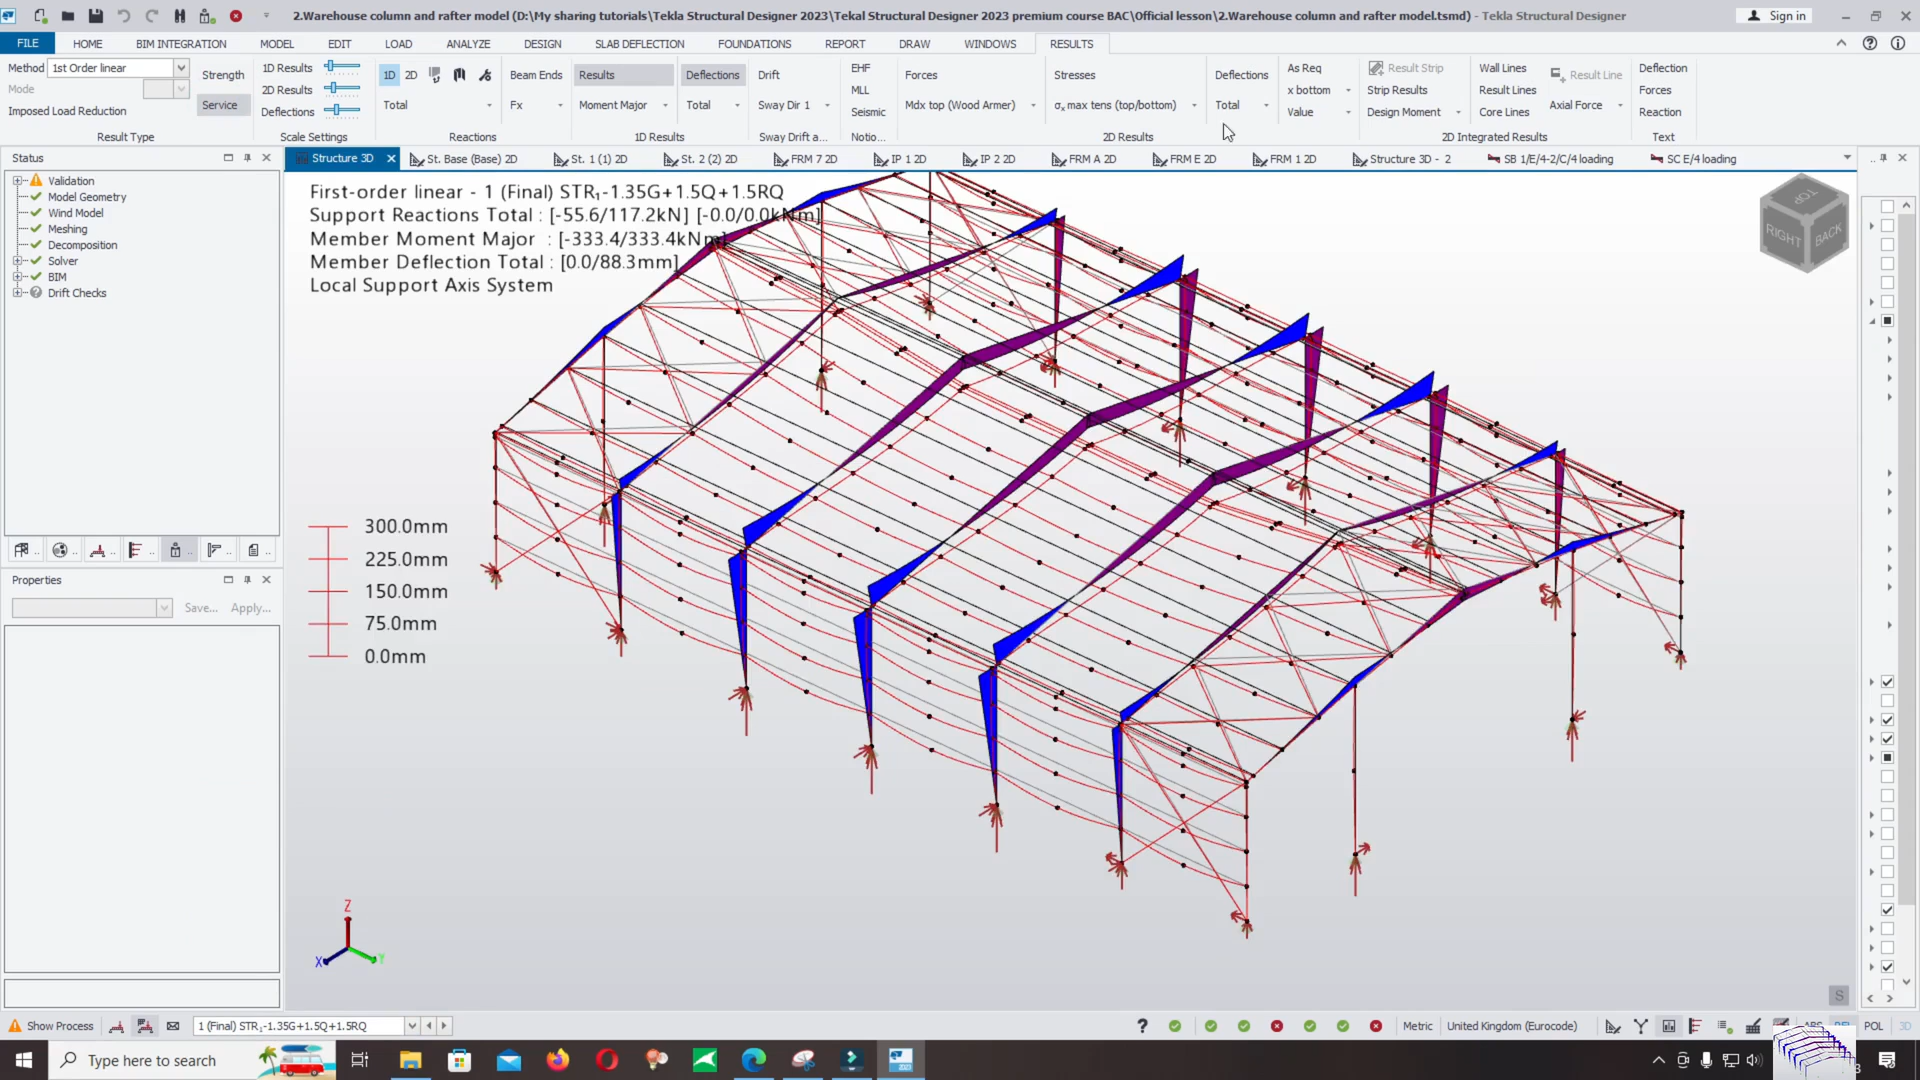 2.Warehouse column and rafter model (D:\My sharing tutorials\Tekla Structural Designer 2023\Tekal Structural Designer 2023 premium course BAC\Official lesson\2.Warehouse column and rafter model.tsmd) - Tekla Structural Designer
Sign in
FILE HOME BIM INTEGRATION MODEL EDIT LOAD ANALYZE DESIGN SLAB DEFLECTION FOUNDATIONS REPORT DRAW WINDOWS RESULTS
Method 1st Order linear
Mode
Imposed Load Reduction
Result Type
Strength
Service
1D Results
2D Results
Deflections
Scale Settings
1D 2D
Total
Reactions
Beam Ends
Fx
Results
Moment Major
Deflections
Total
1D Results
Drift
Sway Dir 1
Sway Drift a...
EHF
MLL
Seismic
Notio...
Forces
Mdx top (Wood Armer)
Stresses
σx max tens (top/bottom)
Deflections
Total
2D Results
As Req
x bottom
Value
Result Strip
Strip Results
Design Moment
Wall Lines
Result Lines
Core Lines
Result Line
Axial Force
2D Integrated Results
Deflection
Forces
Reaction
Text
Status
Validation
Model Geometry
Wind Model
Meshing
Decomposition
Solver
BIM
Drift Checks
Properties
Save... Apply...
Structure 3D St. Base (Base) 2D St. 1 (1) 2D St. 2 (2) 2D FRM 7 2D IP 1 2D IP 2 2D FRM A 2D FRM E 2D FRM 1 2D Structure 3D - 2 SB 1/E/4-2/C/4 loading SC E/4 loading
First-order linear - 1 (Final) STR₁-1.35G+1.5Q+1.5RQ
Support Reactions Total : [-55.6/117.2kN] [-0.0/0.0kNm]
Member Moment Major : [-333.4/333.4kNm]
Member Deflection Total : [0.0/88.3mm]
Local Support Axis System
RIGHT BACK TOP
300.0mm
225.0mm
150.0mm
75.0mm
0.0mm
Z
X Y
S
Show Process 1 (Final) STR₁-1.35G+1.5Q+1.5RQ
Metric United Kingdom (Eurocode)
POL 3D
Type here to search